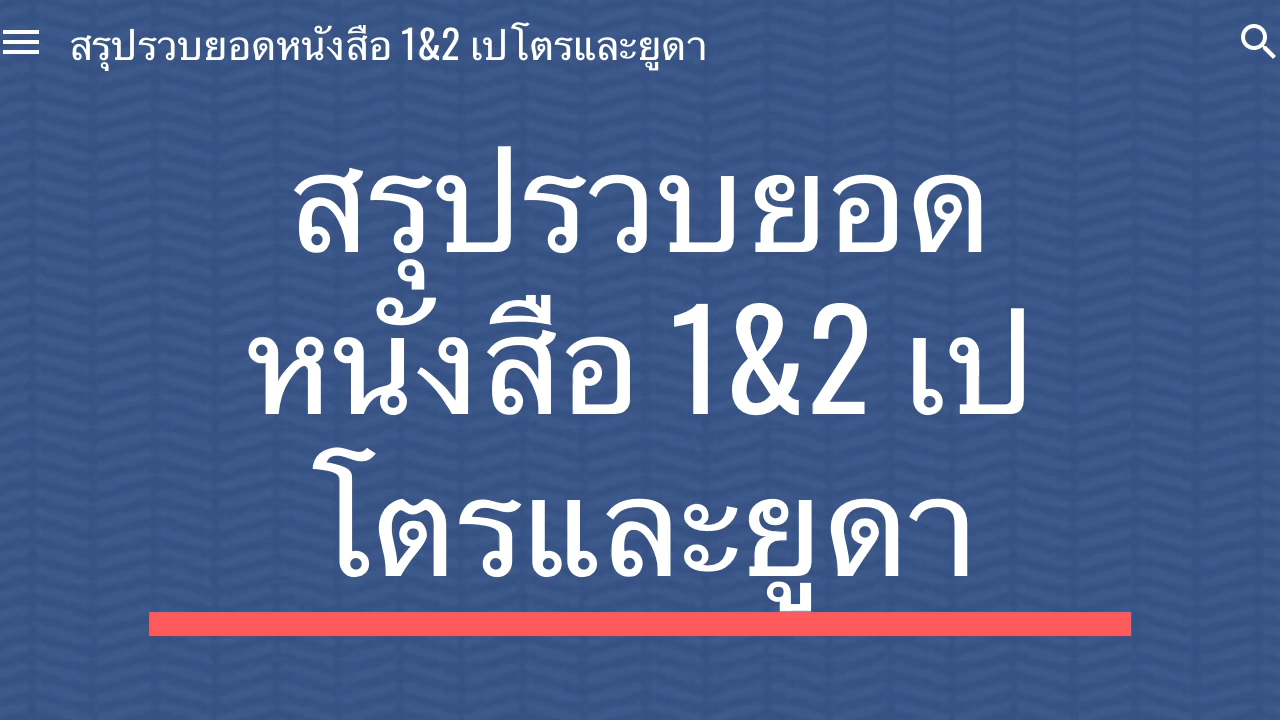 สรุปรวบยอดหนังสือ 1&2 เปโตรและยูดา
สรุปรวบยอด
หนังสือ 1&2 เป
โตรและยูดา